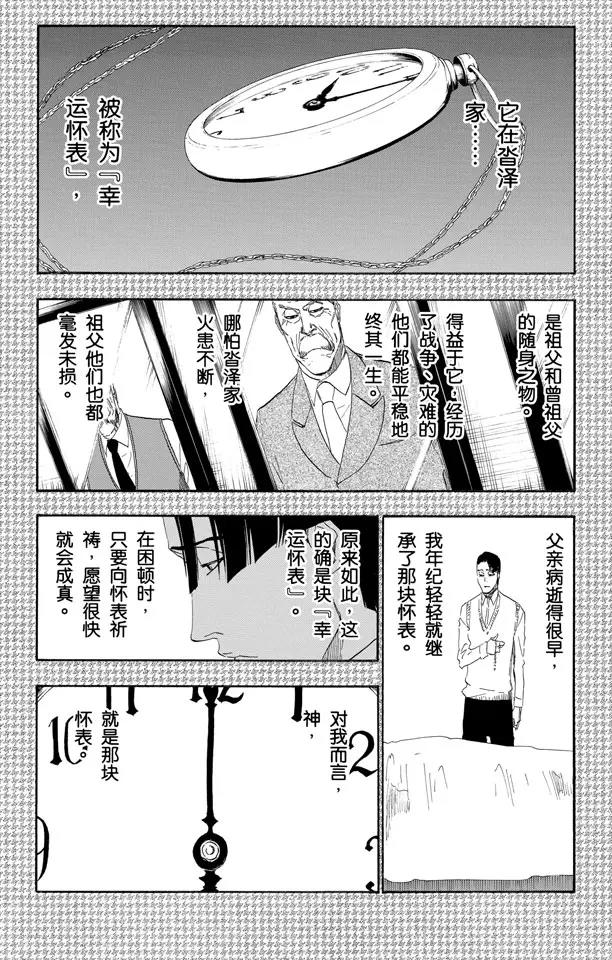 它在沓泽
家……
被称为『幸
运怀表』，
是祖父和曾祖父
的随身之物。
得益于它，经历
了战争、灾难的
他们都能平稳地
终其一生。
哪怕沓泽家
火患不断，
祖父他们也都
毫发未损。
父亲病逝得很早，
我年纪轻轻就继
承了那块怀表。
原来如此，这
的确是块『幸
运怀表』。
在困顿时，
只要向怀表祈
祷，愿望很快
就会成真。
对我而言，
神，
就是那块
怀表。
11
12
2
3
10
9